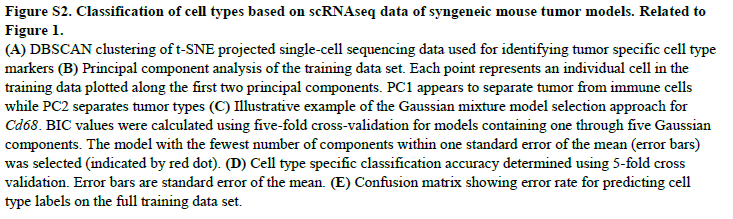 Figure S2. Classification of cell types based on scRNAseq data of syngeneic mouse tumor models. Related to
Figure 1.
(A) DBSCAN clustering of t-SNE projected single-cell sequencing data used for identifying tumor specific cell type
markers (B) Principal component analysis of the training data set. Each point represents an individual cell in the
training data plotted along the first two principal components. PC1 appears to separate tumor from immune cells
while PC2 separates tumor types (C) Illustrative example of the Gaussian mixture model selection approach for
Cd68. BIC values were calculated using five-fold cross-validation for models containing one through five Gaussian
components. The model with the fewest number of components within one standard error of the mean (error bars)
was selected (indicated by red dot). (D) Cell type specific classification accuracy determined using 5-fold cross
validation. Error bars are standard error of the mean. (E) Confusion matrix showing error rate for predicting cell
type labels on the full training data set.